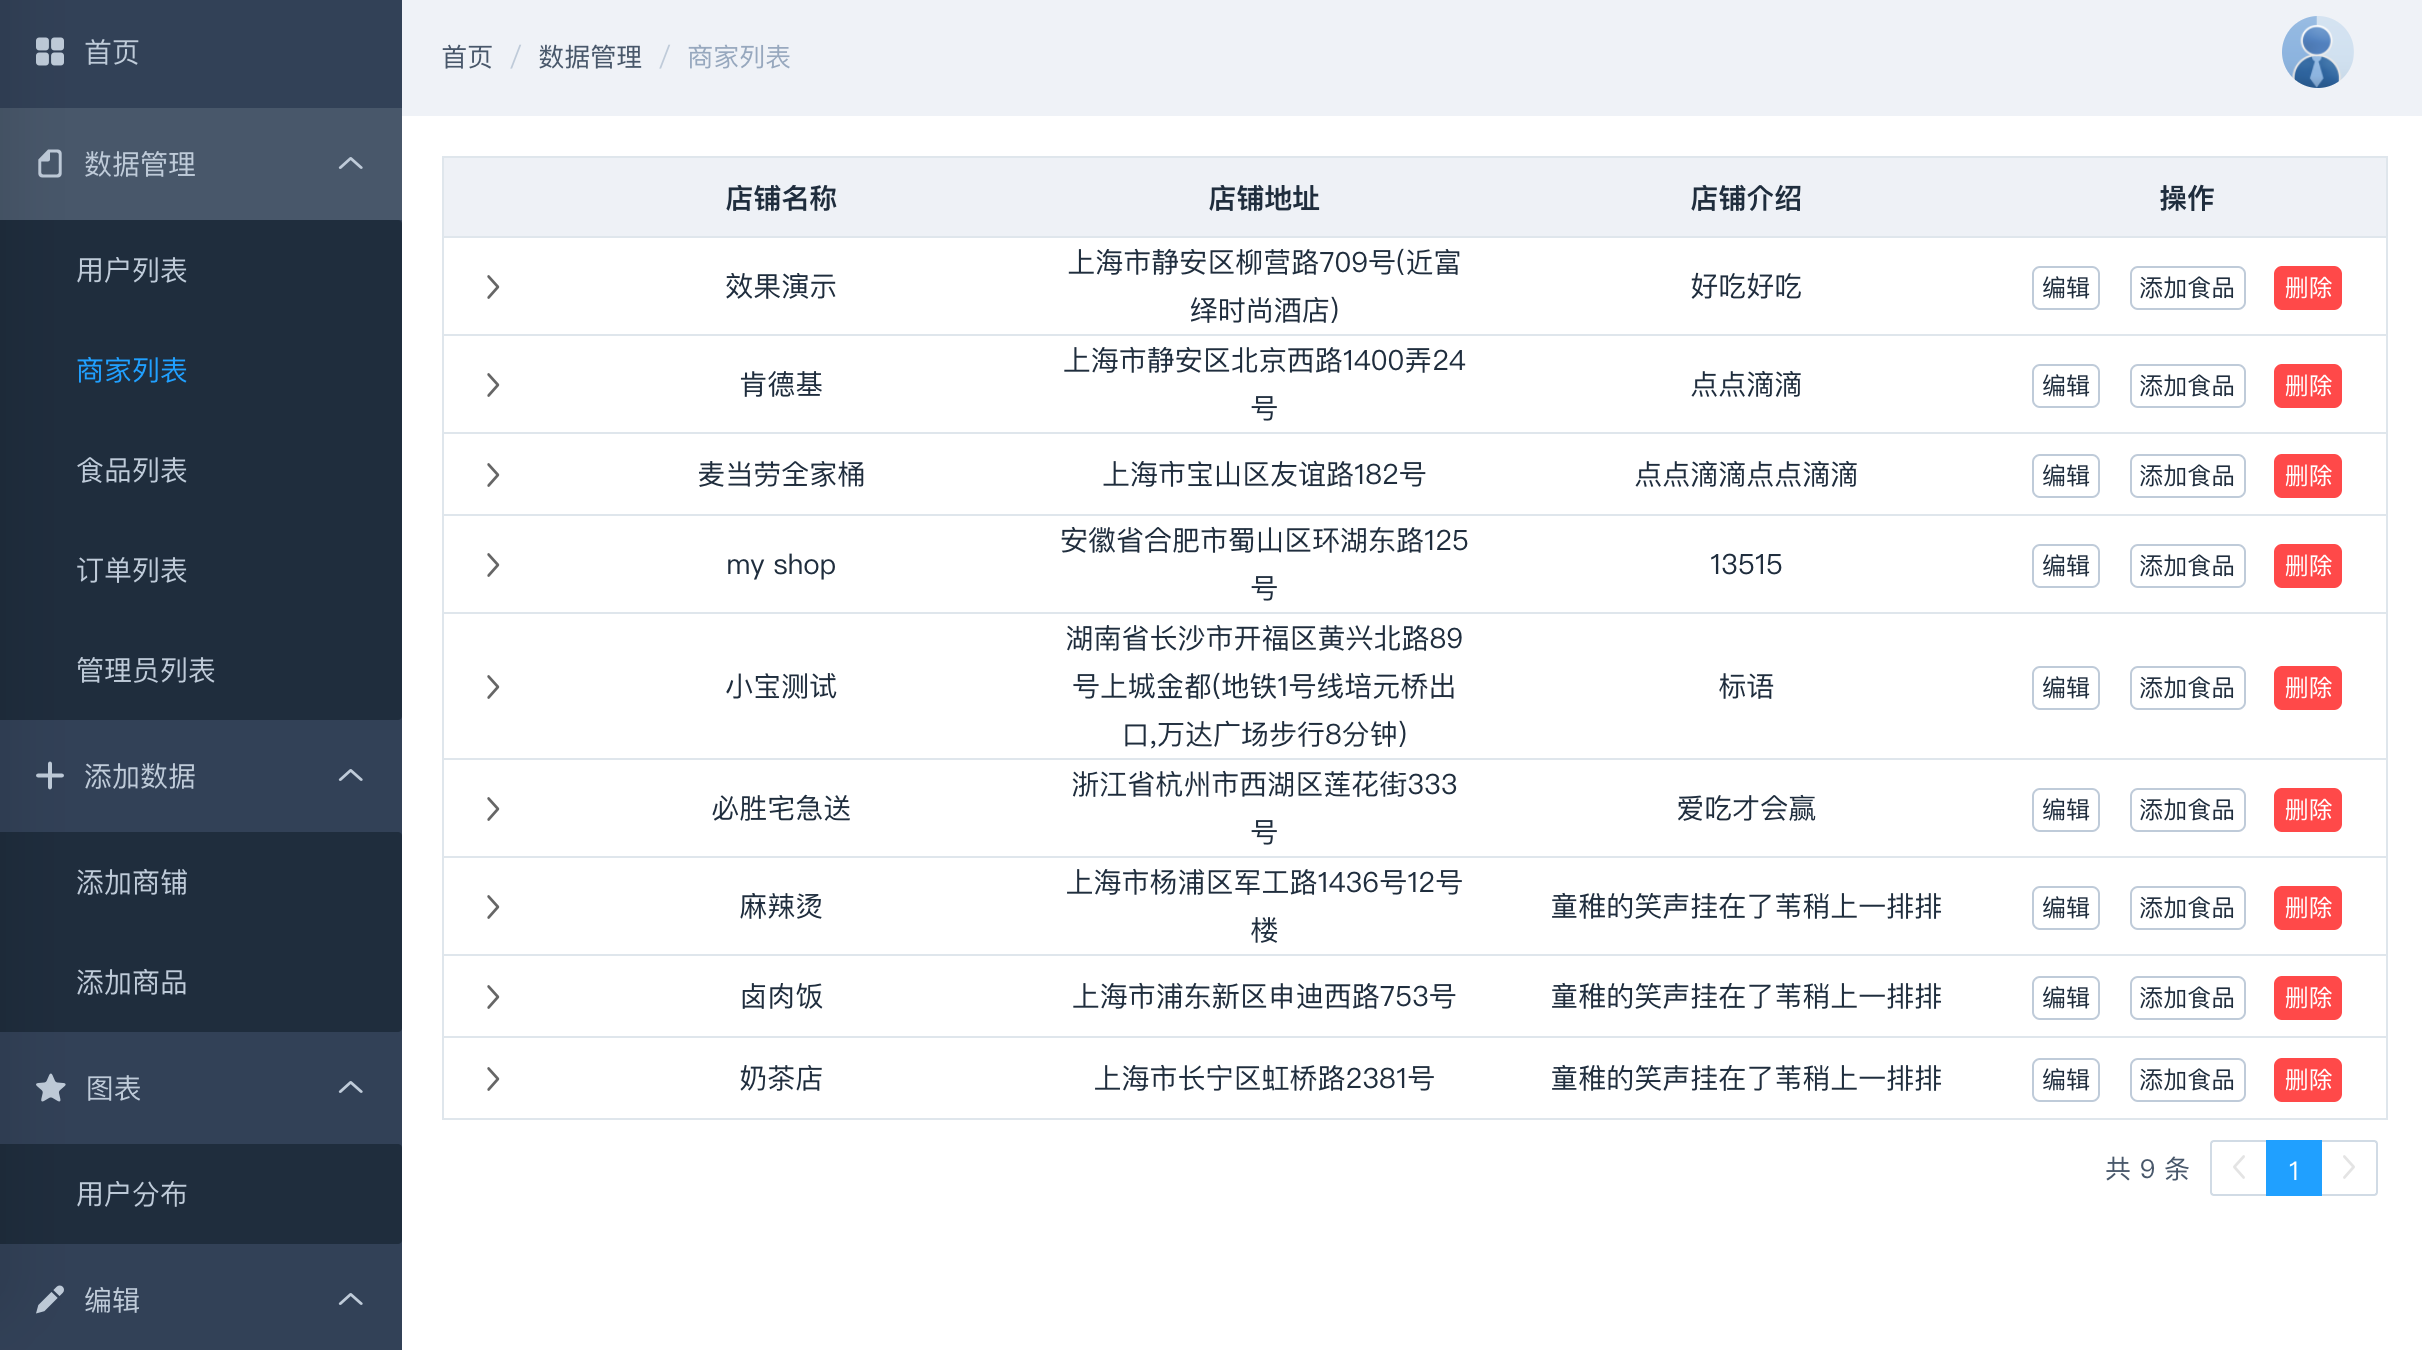 首页
数据管理
用户列表
商家列表
食品列表
订单列表
管理员列表
添加数据
添加商铺
添加商品
图表
用户分布
编辑
首页 / 数据管理 / 商家列表
店铺名称 店铺地址 店铺介绍 操作
效果演示 上海市静安区柳营路709号(近富 好吃好吃 编辑 添加食品 删除
绎时尚酒店)
肯德基 上海市静安区北京西路1400弄24 点点滴滴 编辑 添加食品 删除
号
麦当劳全家桶 上海市宝山区友谊路182号 点点滴滴点点滴滴 编辑 添加食品 删除
my shop 安徽省合肥市蜀山区环湖东路125 13515 编辑 添加食品 删除
号
湖南省长沙市开福区黄兴北路89
小宝测试 号上城金都(地铁1号线培元桥出 标语 编辑 添加食品 删除
口,万达广场步行8分钟)
必胜宅急送 浙江省杭州市西湖区莲花街333 爱吃才会赢 编辑 添加食品 删除
号
麻辣烫 上海市杨浦区军工路1436号12号 童稚的笑声挂在了苇稍上一排排 编辑 添加食品 删除
楼
卤肉饭 上海市浦东新区申迪西路753号 童稚的笑声挂在了苇稍上一排排 编辑 添加食品 删除
奶茶店 上海市长宁区虹桥路2381号 童稚的笑声挂在了苇稍上一排排 编辑 添加食品 删除
共 9 条 1